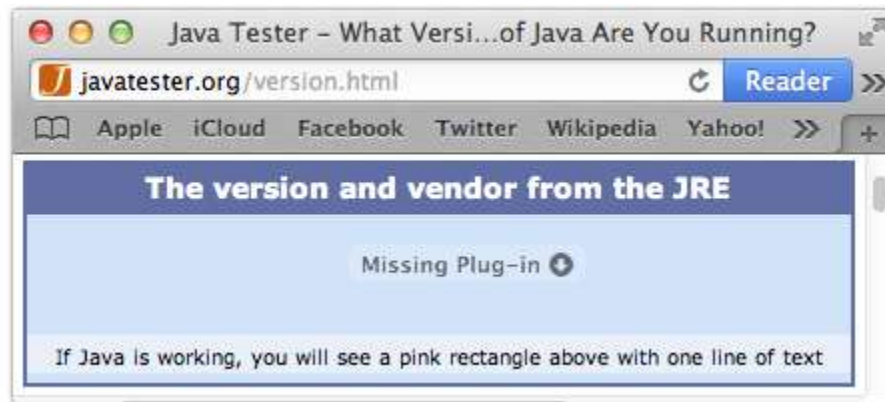 Java Tester – What Versi...of Java Are You Running?
javatester.org/version.html
Reader
Apple iCloud Facebook Twitter Wikipedia Yahoo!
The version and vendor from the JRE
Missing Plug-in
If Java is working, you will see a pink rectangle above with one line of text